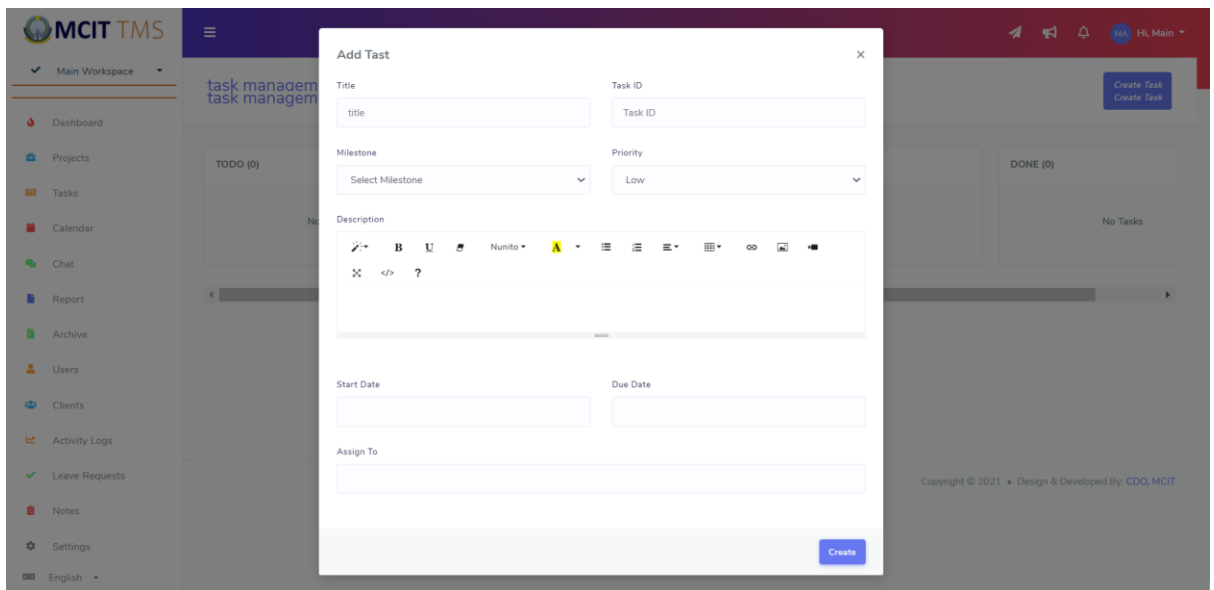 MCIT TMS
MA Hi, Main
Main Workspace
task managem
task managem
Create Task
Create Task
Dashboard
Projects
Tasks
Calendar
Chat
Report
Archive
Users
Clients
Activity Logs
Leave Requests
Notes
Settings
English
TODO (0)
No
DONE (0)
No Tasks
Add Tast
×
Title
Task ID
title
Task ID
Milestone
Priority
Select Milestone
Low
Description
B U Nunito A
</> ?
Start Date
Due Date
Assign To
Create
Copyright © 2021 • Design & Developed By: CDO, MCIT